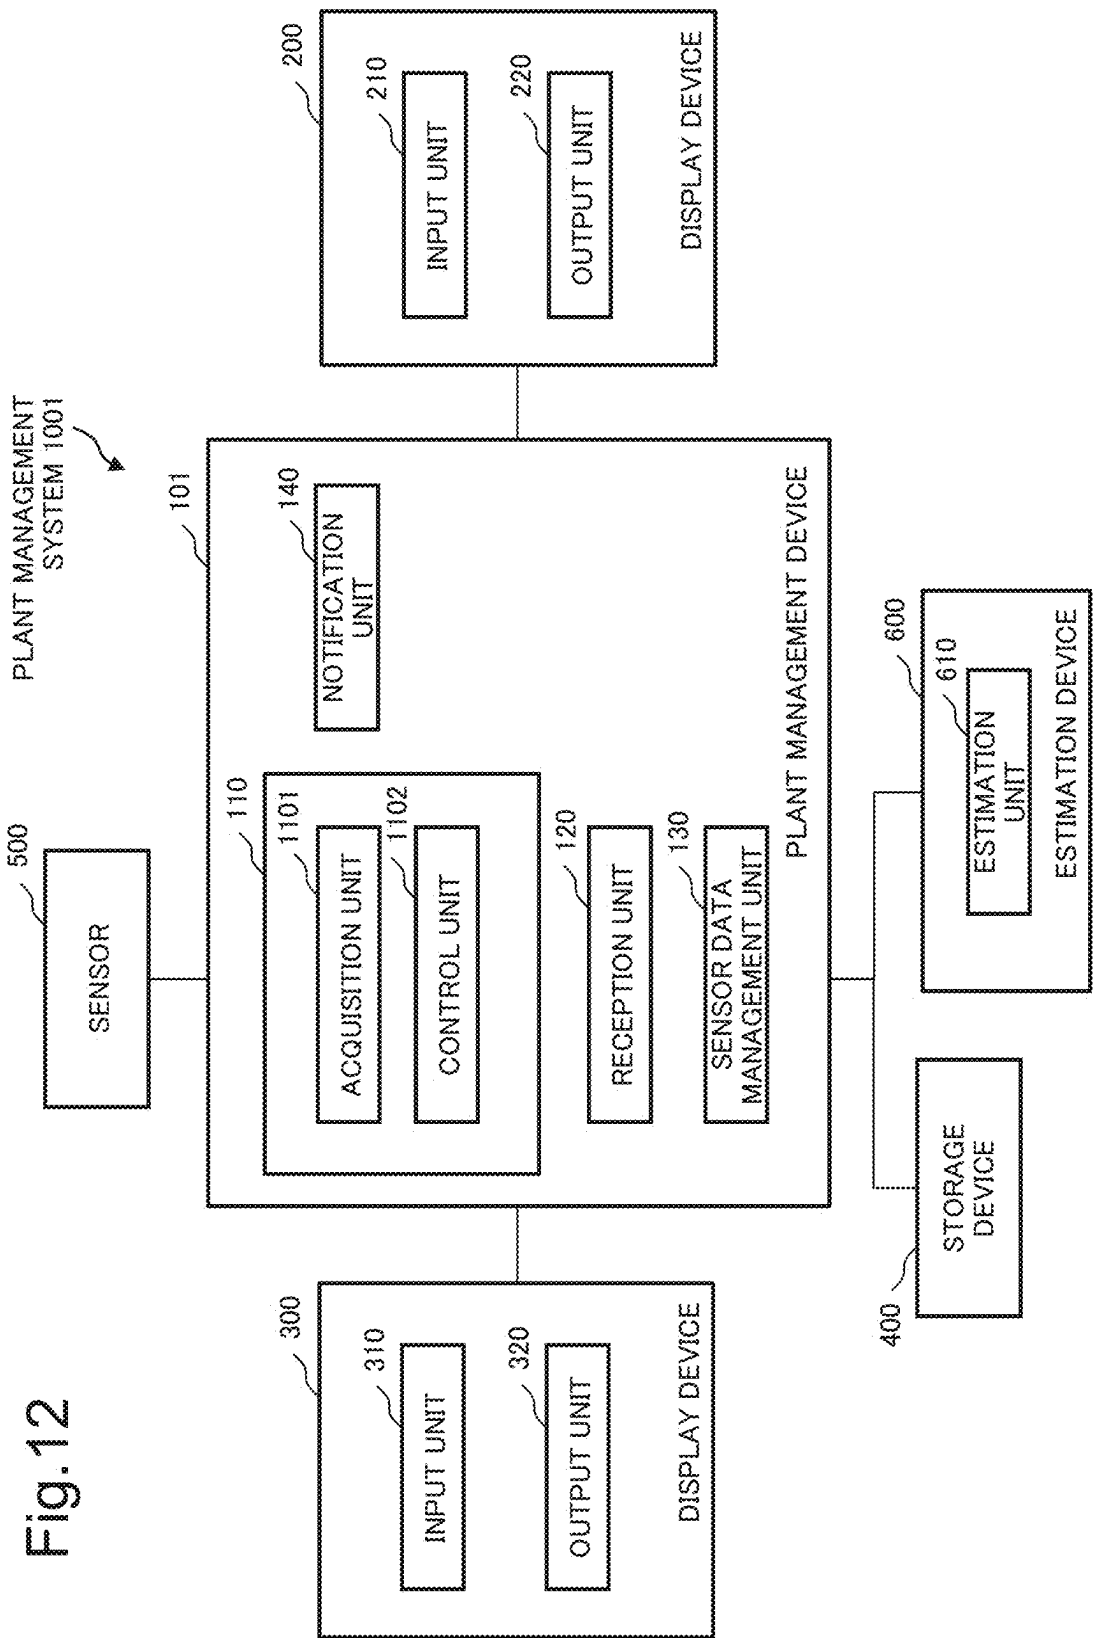 Fig.12
PLANT MANAGEMENT
SYSTEM 1001
SENSOR
500
300
INPUT UNIT
310
OUTPUT UNIT
320
DISPLAY DEVICE
101
110
ACQUISITION UNIT
1101
CONTROL UNIT
1102
NOTIFICATION
UNIT
140
RECEPTION UNIT
120
SENSOR DATA
MANAGEMENT UNIT
130
PLANT MANAGEMENT DEVICE
200
INPUT UNIT
210
OUTPUT UNIT
220
DISPLAY DEVICE
400
STORAGE
DEVICE
600
ESTIMATION
UNIT
610
ESTIMATION DEVICE